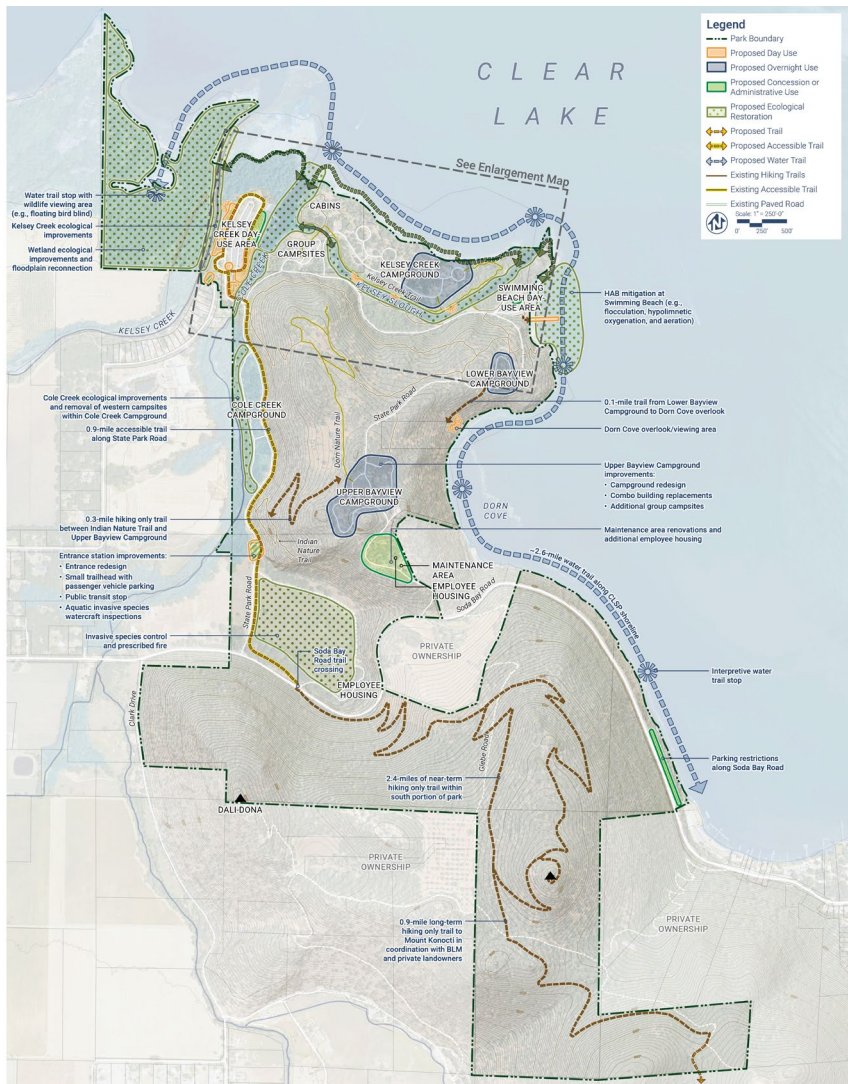 CLEAR
LAKE
Legend
Park Boundary
Proposed Day Use
Proposed Overnight Use
Proposed Concession or
Administrative Use
Proposed Ecological
Restoration
Proposed Trail
Proposed Accessible Trail
Proposed Water Trail
Existing Hiking Trails
Existing Accessible Trail
Existing Paved Road
N
Scale: 1" = 250'-0"
0' 250' 500'
See Enlargement Map
Water trail stop with
wildlife viewing area
(e.g., floating bird blind)
Kelsey Creek ecological
improvements
Wetland ecological
improvements and
floodplain reconnection
KELSEY CREEK
KELSEY
CREEK DAY-
USE AREA
CABINS
GROUP
CAMPSITES
COLE CREEK
KELSEY CREEK
CAMPGROUND
Kelsey Creek Trail
KELSEY SLOUGH
SWIMMING
BEACH DAY-
USE AREA
HAB mitigation at
Swimming Beach (e.g.,
flocculation, hypolimnetic
oxygenation, and aeration)
LOWER BAYVIEW
CAMPGROUND
Cole Creek ecological improvements
and removal of western campsites
within Cole Creek Campground
COLE CREEK
CAMPGROUND
State Park Road
0.1-mile trail from Lower Bayview
Campground to Dorn Cove overlook
0.9-mile accessible trail
along State Park Road
Dorn Nature Trail
Dorn Cove overlook/viewing area
Upper Bayview Campground
improvements:
• Campground redesign
• Combo building replacements
• Additional group campsites
UPPER BAYVIEW
CAMPGROUND
DORN
COVE
0.3-mile hiking only trail
between Indian Nature Trail and
Upper Bayview Campground
Indian
Nature
Trail
Maintenance area renovations and
additional employee housing
Entrance station improvements:
• Entrance redesign
• Small trailhead with
passenger vehicle parking
• Public transit stop
• Aquatic invasive species
watercraft inspections
MAINTENANCE
AREA
EMPLOYEE
HOUSING
~2.6-mile water trail along CLSP shoreline
Soda Bay Road
State Park Road
Invasive species control
and prescribed fire
Soda Bay
Road trail
crossing
PRIVATE
OWNERSHIP
Interpretive water
trail stop
EMPLOYEE
HOUSING
Clark Drive
Glebe Road
Parking restrictions
along Soda Bay Road
2.4-miles of near-term
hiking only trail within
south portion of park
DALI-DONA
PRIVATE
OWNERSHIP
0.9-mile long-term
hiking only trail to
Mount Konocti in
coordination with BLM
and private landowners
PRIVATE
OWNERSHIP